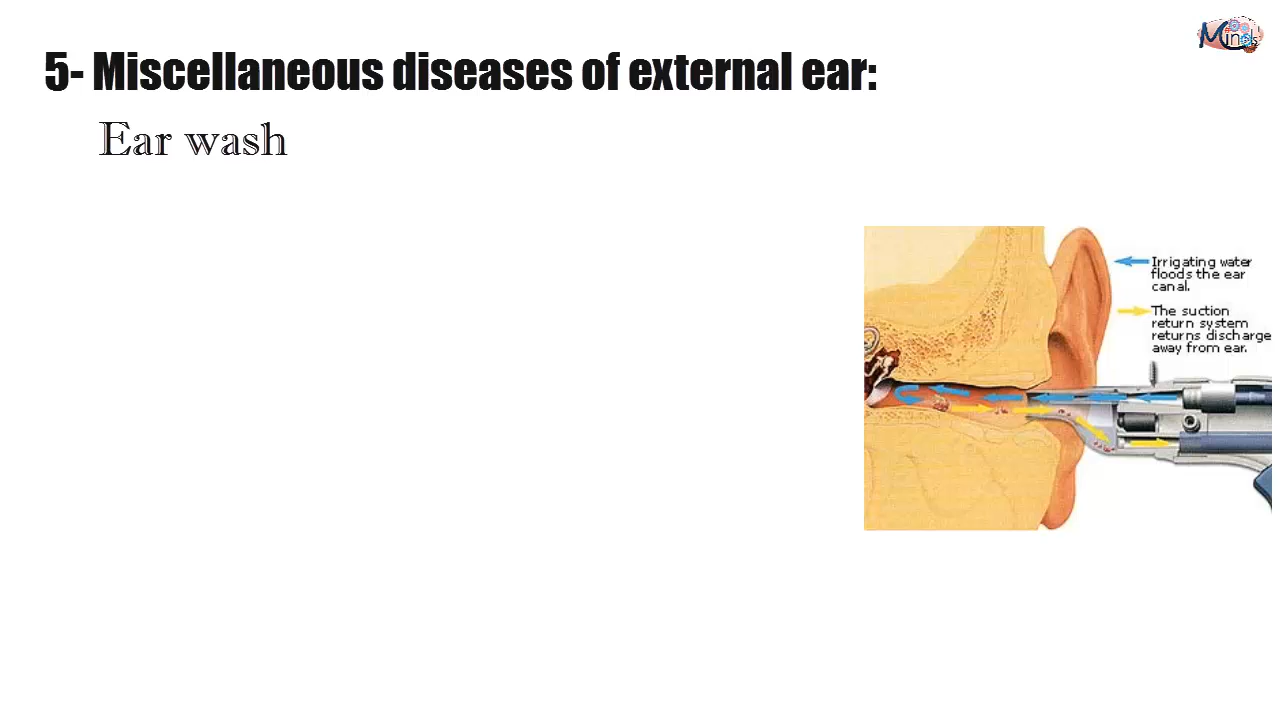 Minds
5- Miscellaneous diseases of external ear:
Ear wash
Irrigating water
floods the ear
canal.
The suction
return system
returns discharge
away from ear.